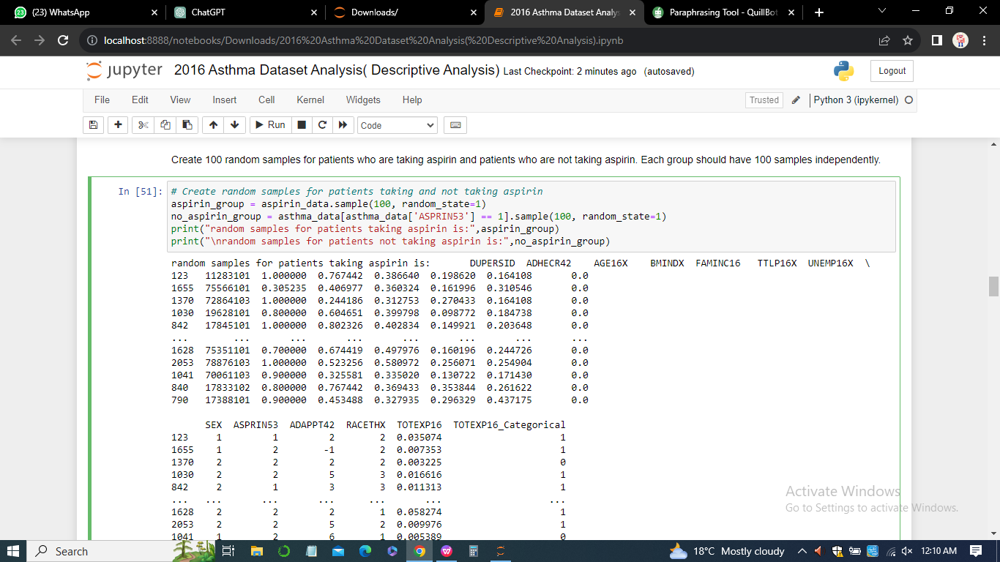 (23) WhatsApp
ChatGPT
Downloads/
2016 Asthma Dataset Analys
Paraphrasing Tool - QuillBot
localhost:8888/notebooks/Downloads/2016%20Asthma%20Dataset%20Analysis(%20Descriptive%20Analysis).ipynb
jupyter 2016 Asthma Dataset Analysis( Descriptive Analysis) Last Checkpoint: 2 minutes ago (autosaved)
Logout
File Edit View Insert Cell Kernel Widgets Help
Trusted
Python 3 (ipykernel)
Run
Code
Create 100 random samples for patients who are taking aspirin and patients who are not taking aspirin. Each group should have 100 samples independently.
In [51]: # Create random samples for patients taking and not taking aspirin
aspirin_group = aspirin_data.sample(100, random_state=1)
no_aspirin_group = asthma_data[asthma_data['ASPRIN53'] == 1].sample(100, random_state=1)
print("random samples for patients taking aspirin is:",aspirin_group)
print("\nrandom samples for patients not taking aspirin is:",no_aspirin_group)
random samples for patients taking aspirin is: DUPERSID ADHECR42 AGE16X BMINDX FAMINC16 TTLP16X UNEMP16X \
123 11283101 1.000000 0.767442 0.386640 0.198620 0.164108 0.0
1655 75566101 0.305235 0.406977 0.360324 0.161996 0.310546 0.0
1370 72864103 1.000000 0.244186 0.312753 0.270433 0.164108 0.0
1030 19628101 0.800000 0.604651 0.399798 0.098772 0.184738 0.0
842 17845101 1.000000 0.802326 0.402834 0.149921 0.203648 0.0
... ... ... ... ... ... ... ...
1628 75351101 0.700000 0.674419 0.497976 0.160196 0.244726 0.0
2053 78876103 1.000000 0.523256 0.580972 0.256071 0.254904 0.0
1041 70061103 0.900000 0.325581 0.335020 0.130722 0.171430 0.0
840 17833102 0.800000 0.767442 0.369433 0.353844 0.261622 0.0
790 17388101 0.900000 0.453488 0.327935 0.296329 0.437175 0.0
SEX ASPRIN53 ADAPPT42 RACETHX TOTEXP16 TOTEXP16_Categorical
123 1 1 2 2 0.035074 1
1655 1 2 -1 2 0.007353 1
1370 2 2 2 2 0.003225 0
1030 2 2 5 3 0.016616 1
842 2 1 3 3 0.011313 1
... ... ... ... ... ... ...
1628 2 2 2 1 0.058274 1
2053 2 2 5 2 0.009976 1
1041 1 2 6 1 0.005389 0
Activate Windows
Go to Settings to activate Windows.
Search
18°C Mostly cloudy
12:10 AM